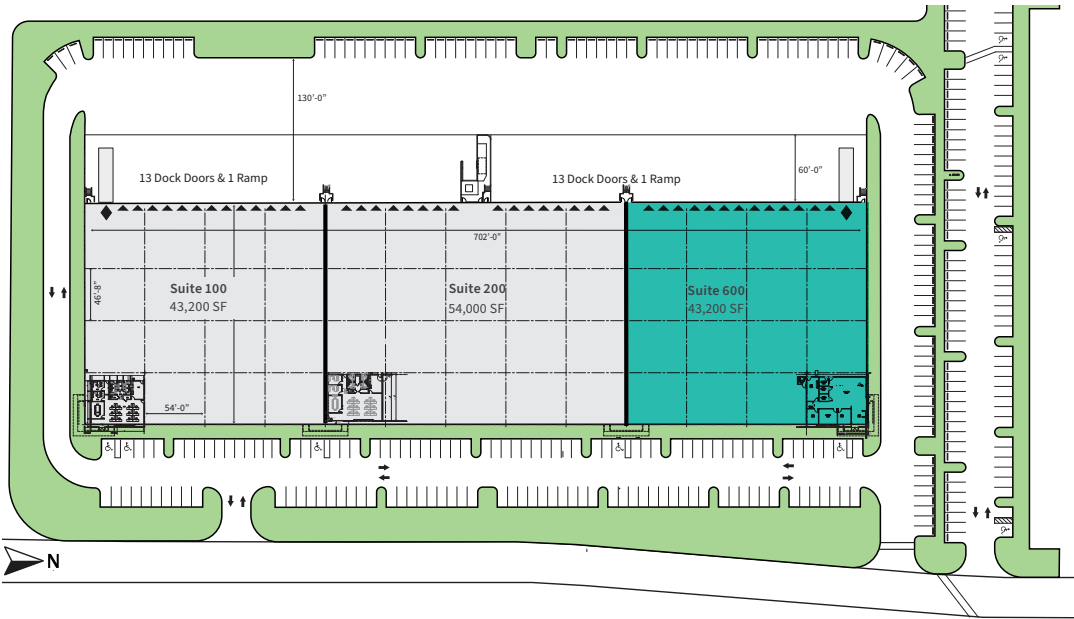 130'-0"
13 Dock Doors & 1 Ramp
13 Dock Doors & 1 Ramp
60'-0"
702'-0"
46'-8"
Suite 100
43,200 SF
Suite 200
54,000 SF
Suite 600
43,200 SF
54'-0"
N